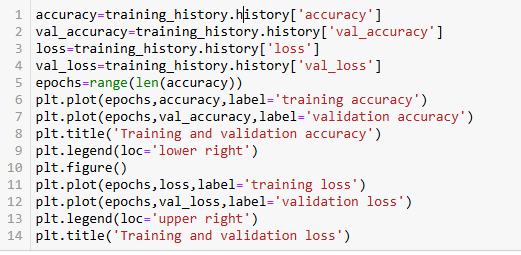 1 accuracy=training_history.history['accuracy']
2 val_accuracy=training_history.history['val_accuracy']
3 loss=training_history.history['loss']
4 val_loss=training_history.history['val_loss']
5 epochs=range(len(accuracy))
6 plt.plot(epochs,accuracy,label='training accuracy')
7 plt.plot(epochs,val_accuracy,label='validation accuracy')
8 plt.title('Training and validation accuracy')
9 plt.legend(loc='lower right')
10 plt.figure()
11 plt.plot(epochs,loss,label='training loss')
12 plt.plot(epochs,val_loss,label='validation loss')
13 plt.legend(loc='upper right')
14 plt.title('Training and validation loss')